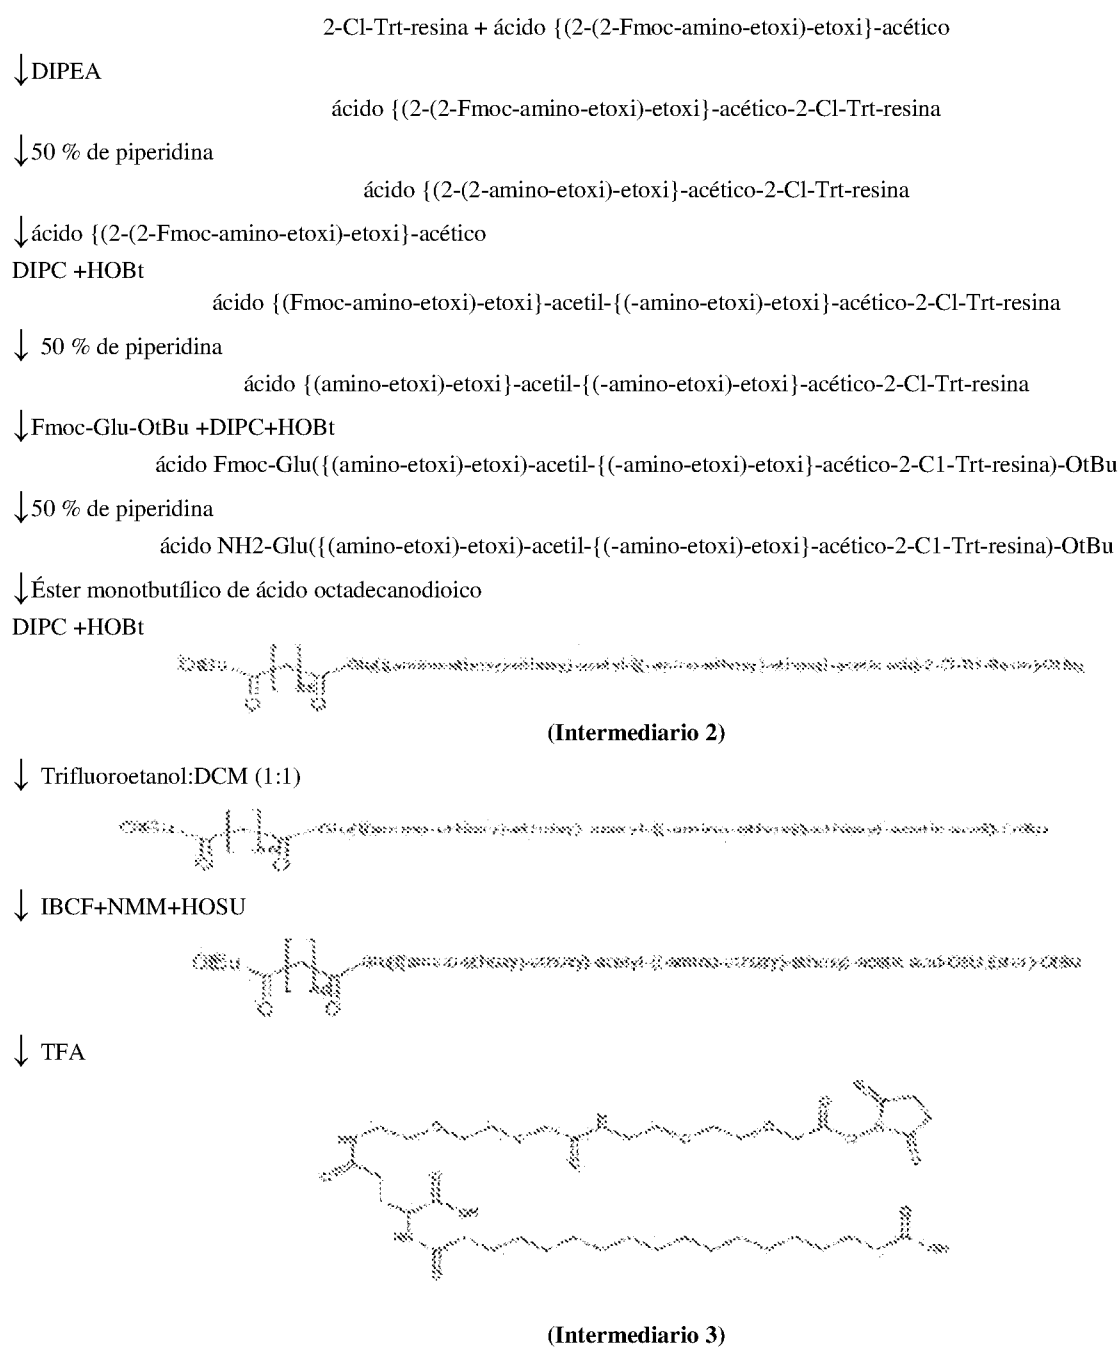 2-Cl-Trt-resina + ácido {(2-(2-Fmoc-amino-etoxi)-etoxi}-acético
↓DIPEA
ácido {(2-(2-Fmoc-amino-etoxi)-etoxi}-acético-2-Cl-Trt-resina
↓50 % de piperidina
ácido {(2-(2-amino-etoxi)-etoxi}-acético-2-Cl-Trt-resina
↓ácido {(2-(2-Fmoc-amino-etoxi)-etoxi}-acético
DIPC +HOBt
ácido {(Fmoc-amino-etoxi)-etoxi}-acetil-{(-amino-etoxi)-etoxi}-acético-2-Cl-Trt-resina
↓ 50 % de piperidina
ácido {(amino-etoxi)-etoxi}-acetil-{(-amino-etoxi)-etoxi}-acético-2-Cl-Trt-resina
↓Fmoc-Glu-OtBu +DIPC+HOBt
ácido Fmoc-Glu({(amino-etoxi)-etoxi)-acetil-{(-amino-etoxi)-etoxi}-acético-2-C1-Trt-resina)-OtBu
↓50 % de piperidina
ácido NH2-Glu({(amino-etoxi)-etoxi)-acetil-{(-amino-etoxi)-etoxi}-acético-2-C1-Trt-resina)-OtBu
↓Éster monotbutílico de ácido octadecanodioico
DIPC +HOBt
(Intermediario 2)
↓ Trifluoroetanol:DCM (1:1)
↓ IBCF+NMM+HOSU
↓ TFA
(Intermediario 3)